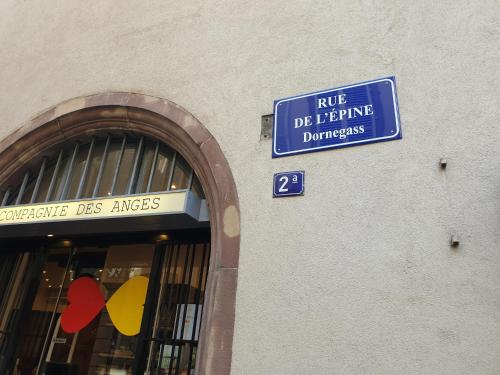 RUE
DE L'ÉPINE
Dornegass
2ª
COMPAGNIE DES ANGES